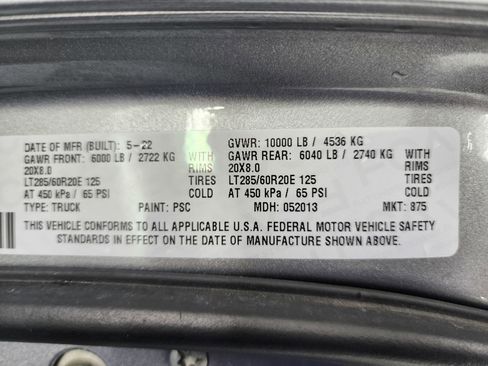 DATE OF MFR (BUILT): 5-22 GVWR: 10000 LB / 4536 KG
GAWR FRONT: 6000 LB / 2722 KG WITH GAWR REAR: 6040 LB / 2740 KG WITH
20X8.0 RIMS 20X8.0 RIMS
LT285/60R20E 125 TIRES LT285/60R20E 125 TIRES
AT 450 kPa / 65 PSI COLD AT 450 kPa / 65 PSI COLD
TYPE: TRUCK PAINT: PSC MDH: 052013 MKT: 875
THIS VEHICLE CONFORMS TO ALL APPLICABLE U.S.A. FEDERAL MOTOR VEHICLE SAFETY
STANDARDS IN EFFECT ON THE DATE OF MANUFACTURE SHOWN ABOVE.